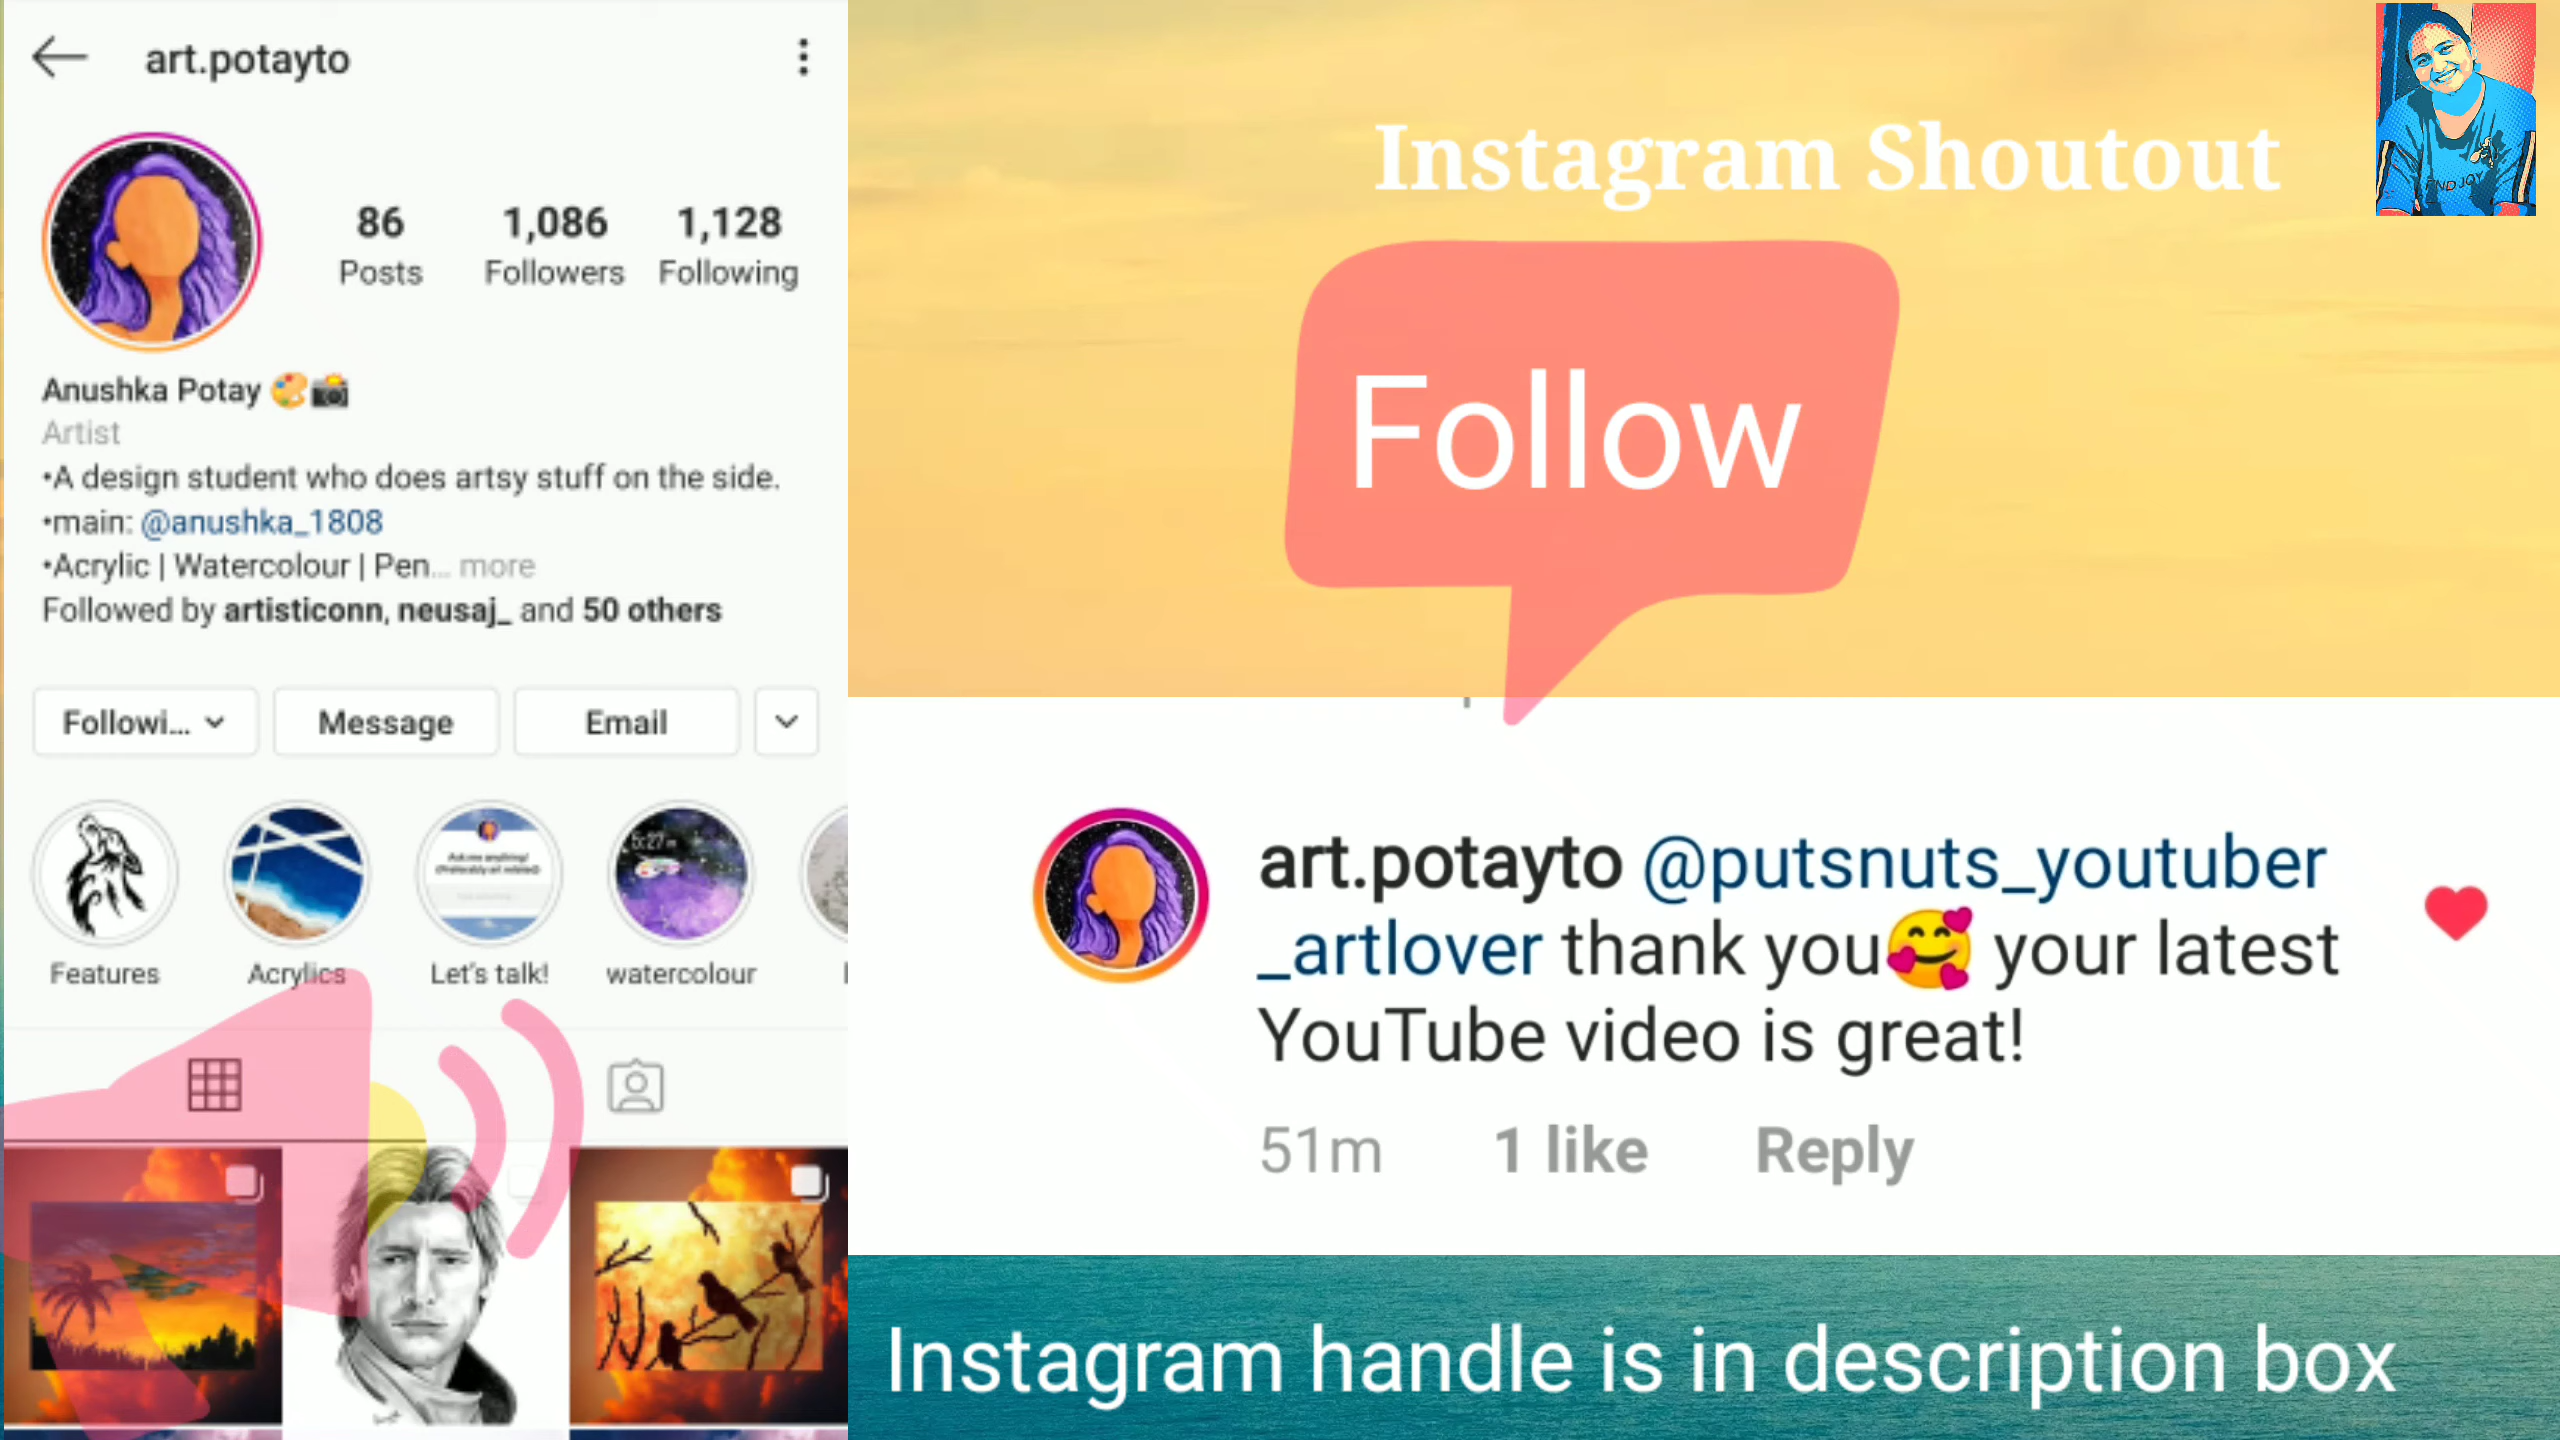 art.potayto
86
1,086
1,128
Posts
Followers
Following
Anushka Potay 🎨📸
Artist
•A design student who does artsy stuff on the side.
•main: @anushka_1808
•Acrylic | Watercolour | Pen... more
Followed by artisticonn, neusaj_ and 50 others
Followi...
Message
Email
5:27
Features
Acrylics
Let's talk!
watercolour
Instagram Shoutout
Follow
art.potayto @putsnuts_youtuber
_artlover thank you🥰 your latest
YouTube video is great!
51m
1 like
Reply
Instagram handle is in description box